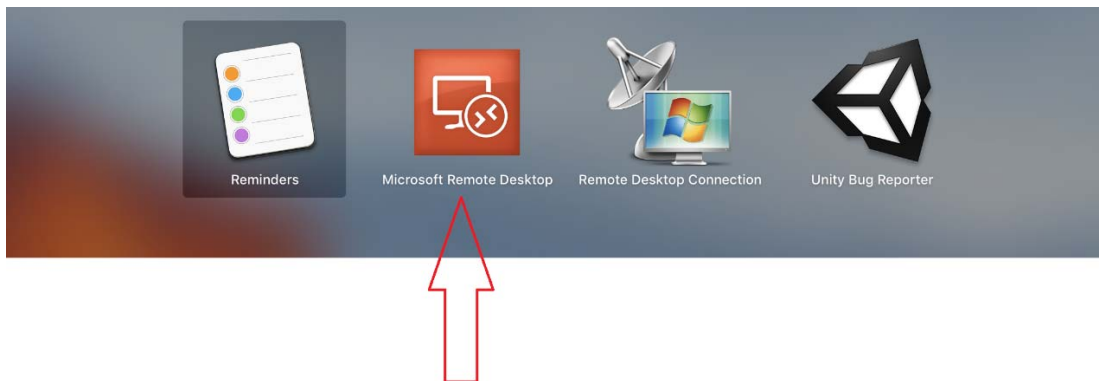 Reminders
Microsoft Remote Desktop
Remote Desktop Connection
Unity Bug Reporter